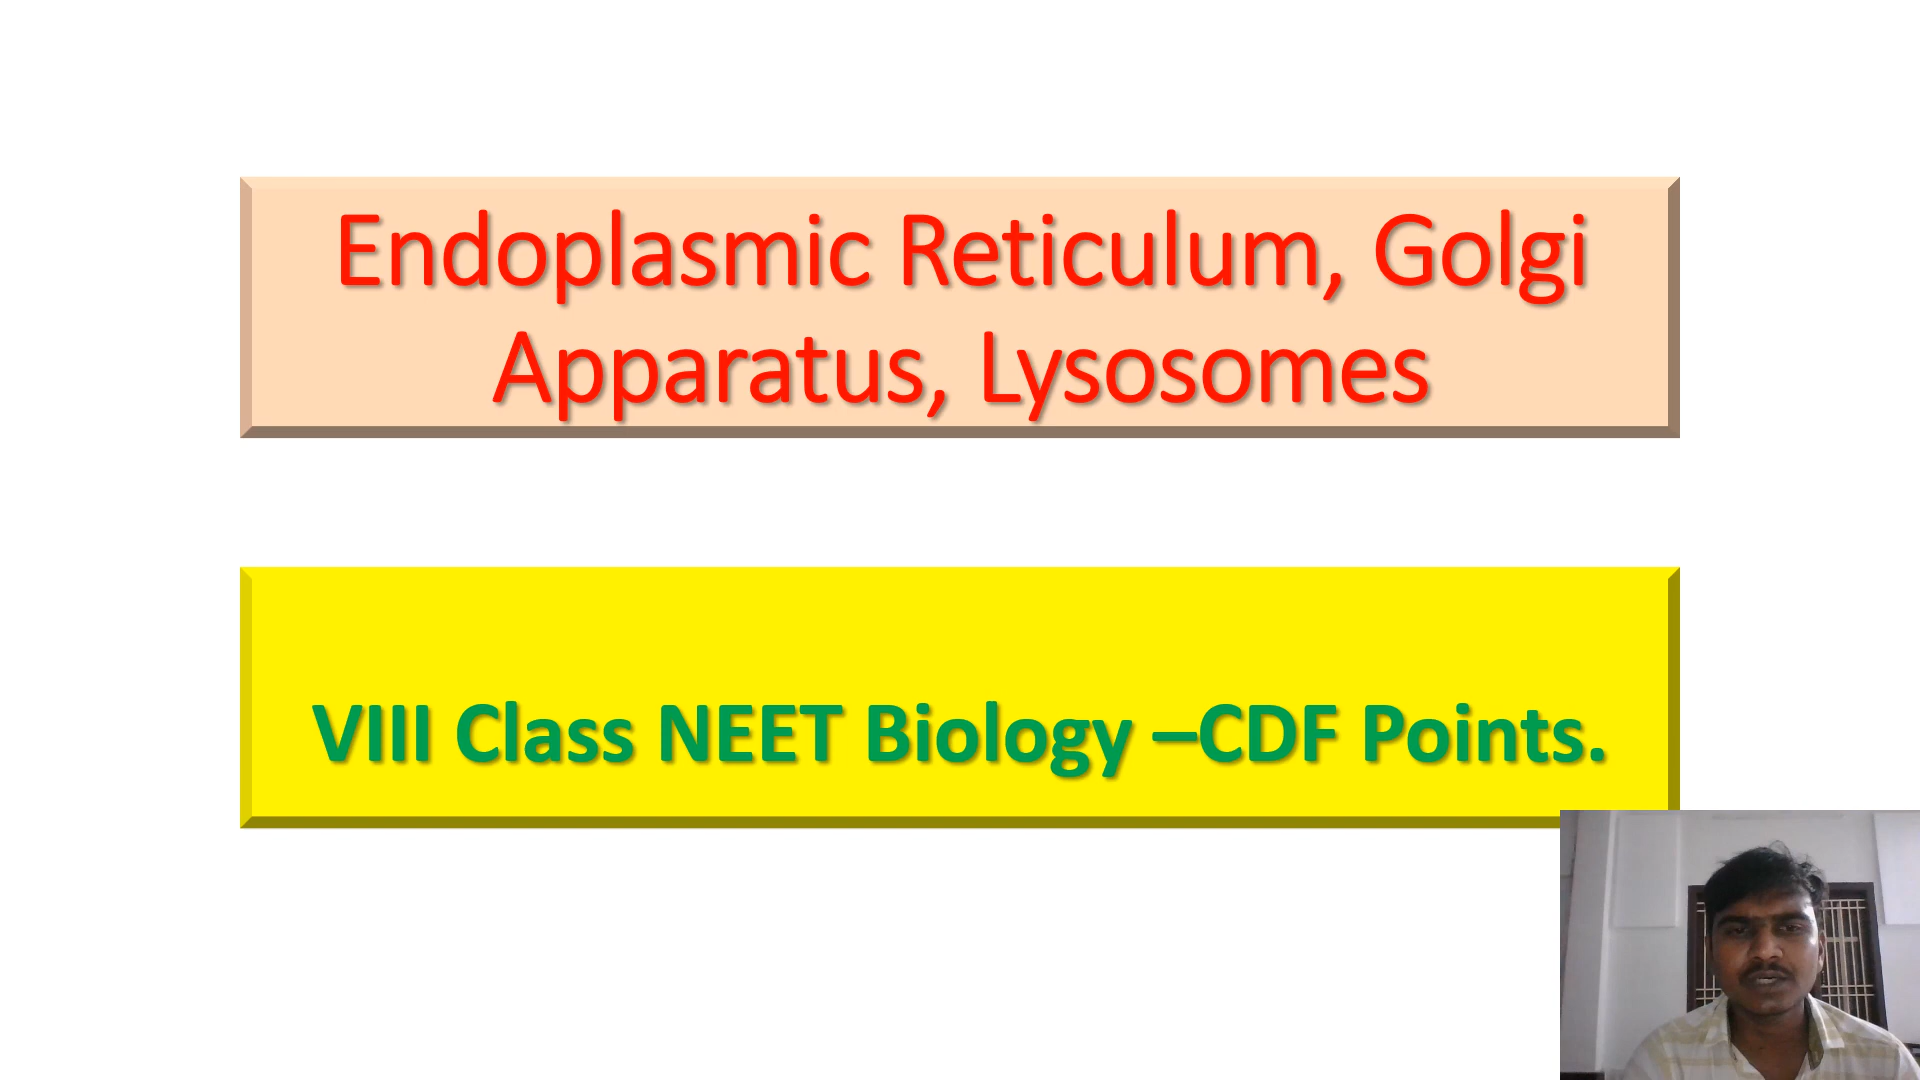 Endoplasmic Reticulum, Golgi
Apparatus, Lysosomes
VIII Class NEET Biology –CDF Points.